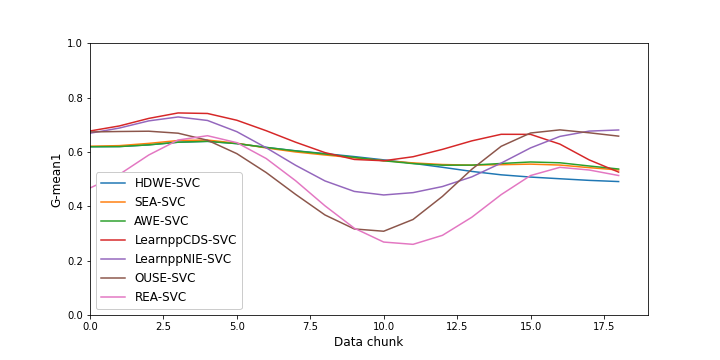 1.0
0.8
0.6
0.4
0.2
0.0
G-mean1
HDWE-SVC
SEA-SVC
AWE-SVC
LearnppCDS-SVC
LearnppNIE-SVC
OUSE-SVC
REA-SVC
0.0 2.5 5.0 7.5 10.0 12.5 15.0 17.5
Data chunk